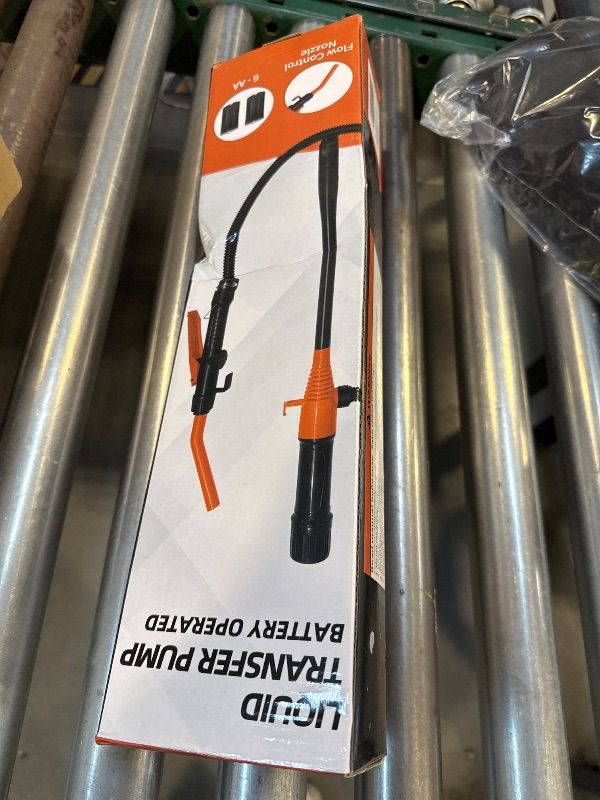 LIQUID
TRANSFER PUMP
BATTERY OPERATED
6 - AA
Flow Control
Nozzle